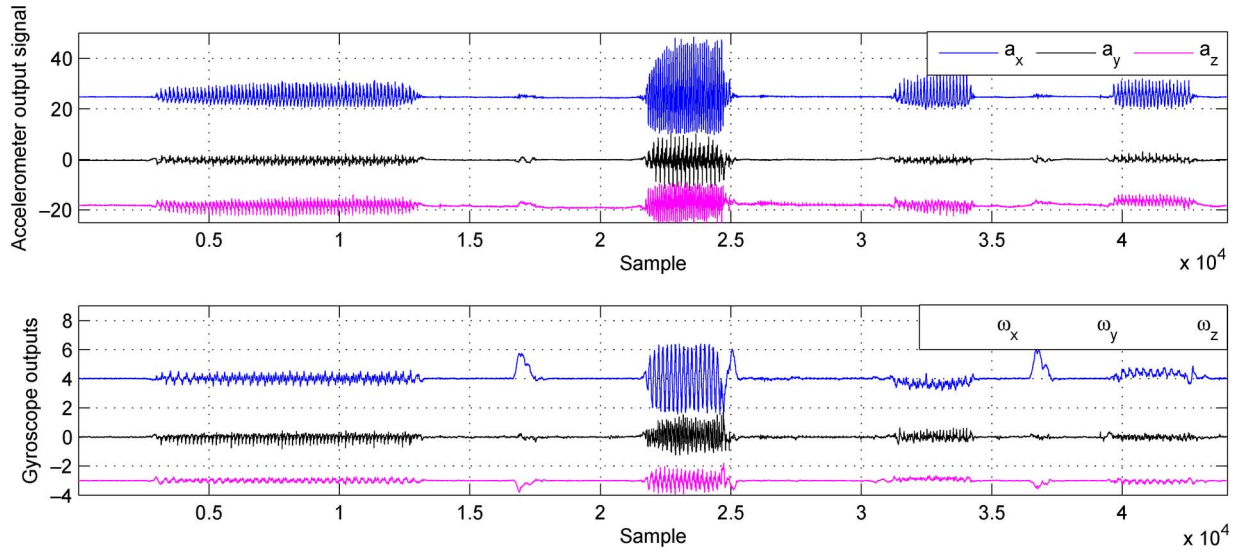 Accelerometer output signal
40
20
0
−20
a_x a_y a_z
0.5 1 1.5 2 2.5 3 3.5 4
Sample
x 10^4
Gyroscope outputs
8
6
4
2
0
−2
−4
ω_x ω_y ω_z
0.5 1 1.5 2 2.5 3 3.5 4
Sample
x 10^4